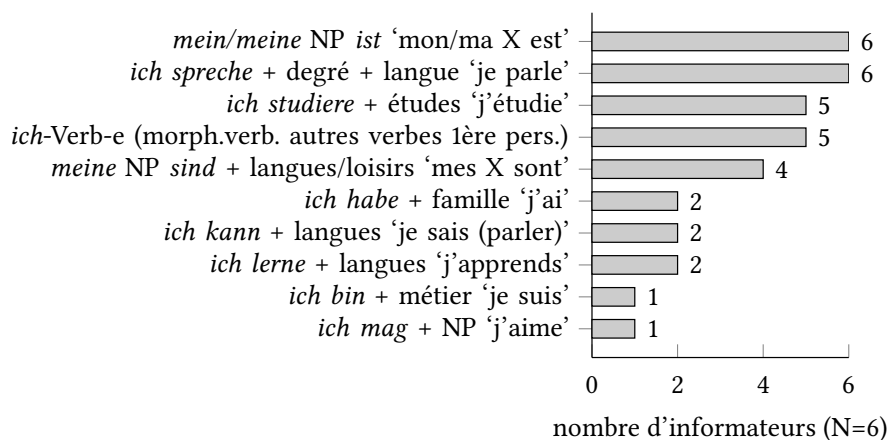 mein/meine NP ist ‘mon/ma X est’ 6
ich spreche + degré + langue ‘je parle’ 6
ich studiere + études ‘j’étudie’ 5
ich-Verb-e (morph.verb. autres verbes 1ère pers.) 5
meine NP sind + langues/loisirs ‘mes X sont’ 4
ich habe + famille ‘j’ai’ 2
ich kann + langues ‘je sais (parler)’ 2
ich lerne + langues ‘j’apprends’ 2
ich bin + métier ‘je suis’ 1
ich mag + NP ‘j’aime’ 1
0 2 4 6
nombre d’informateurs (N=6)